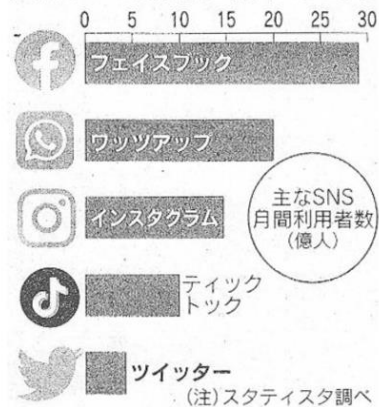 0 5 10 15 20 25 30
フェイスブック
ワッツアップ
インスタグラム
主なSNS
月間利用者数
(億人)
ティック
トック
ツイッター
(注)スタティスタ調べ